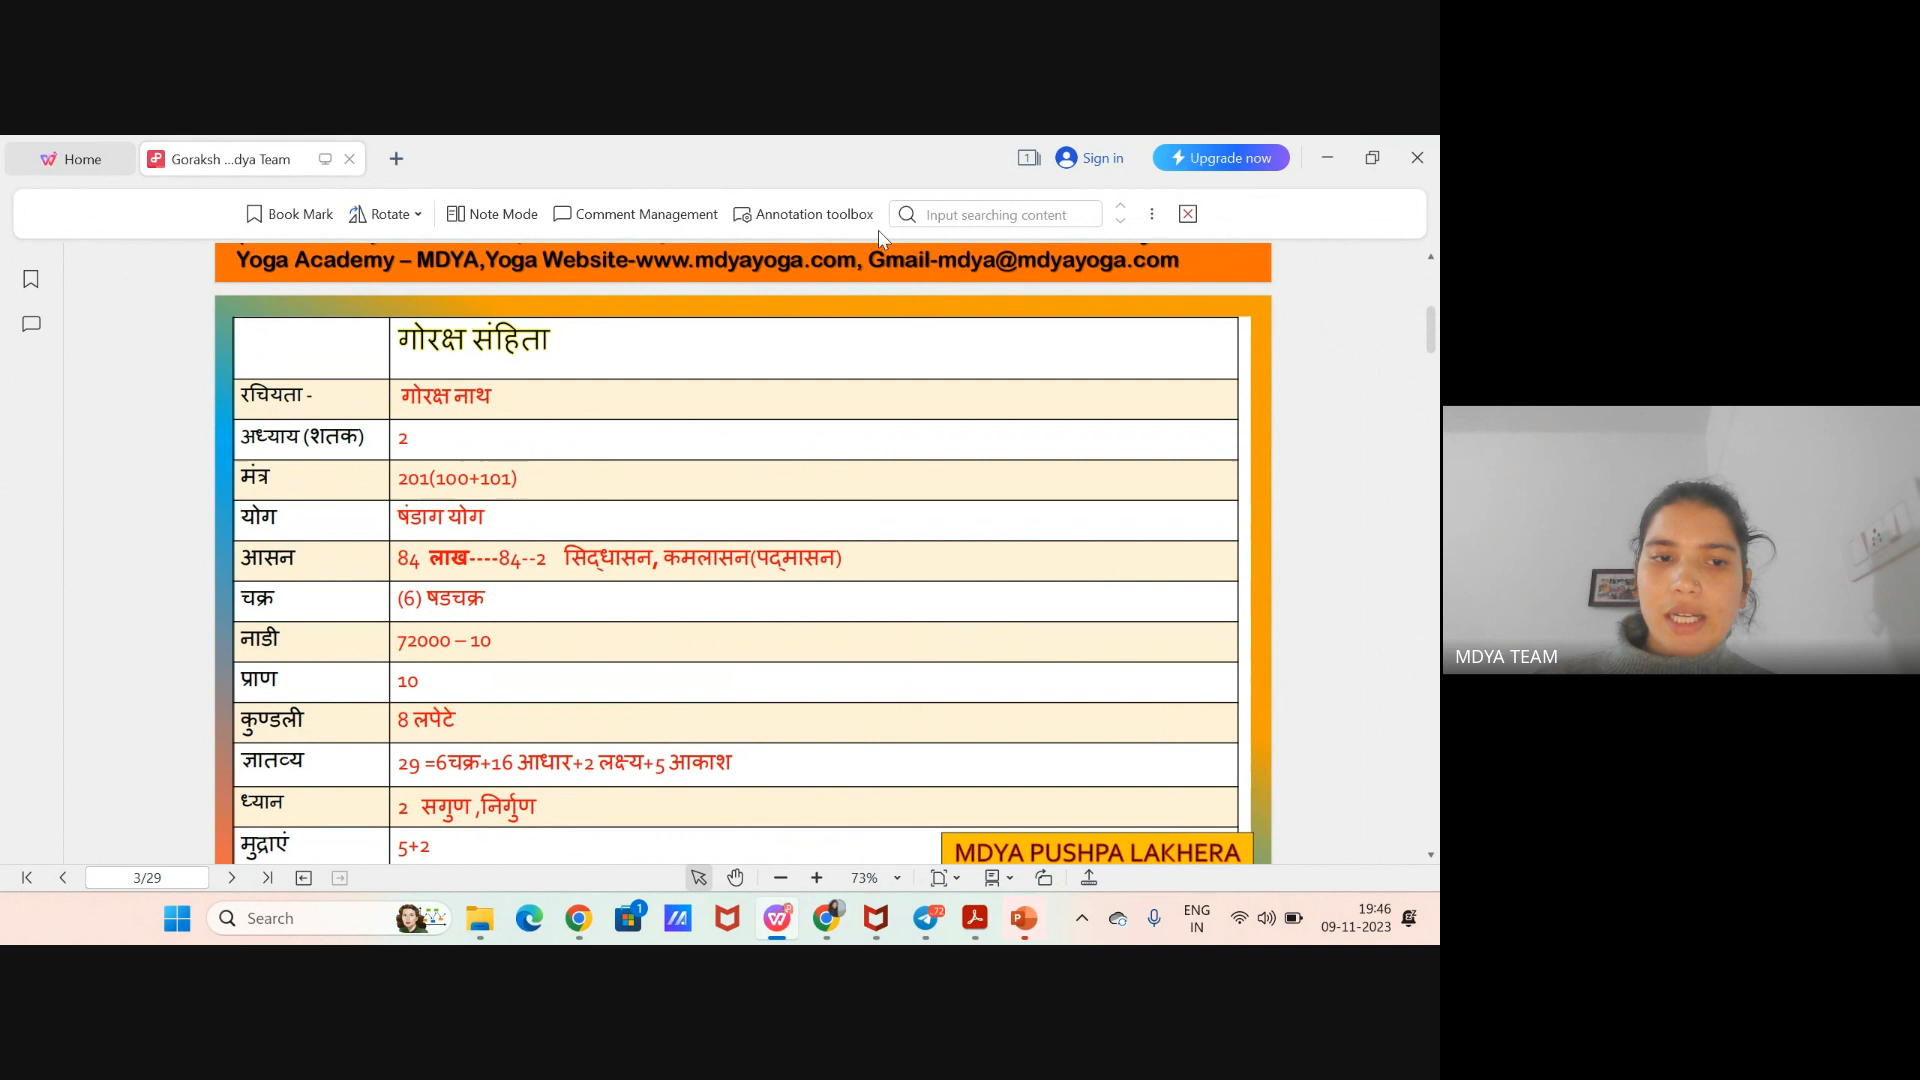 Home
Goraksh ...dya Team
1
Sign in
Upgrade now
Book Mark
Rotate
Note Mode
Comment Management
Annotation toolbox
Input searching content
Yoga Academy – MDYA,Yoga Website-www.mdyayoga.com, Gmail-mdya@mdyayoga.com
गोरक्ष संहिता
रचियता - गोरक्ष नाथ
अध्याय (शतक) 2
मंत्र 201(100+101)
योग षंडाग योग
आसन 84 लाख----84--2 सिद्धासन, कमलासन(पद्मासन)
चक्र (6) षडचक्र
नाडी 72000 – 10
प्राण 10
कुण्डली 8 लपेटे
ज्ञातव्य 29 =6चक्र+16 आधार+2 लक्ष्य+5 आकाश
ध्यान 2 सगुण ,निर्गुण
मुद्राएं 5+2
MDYA PUSHPA LAKHERA
MDYA TEAM
3/29
73%
Search
1
72
ENG
IN
19:46
09-11-2023